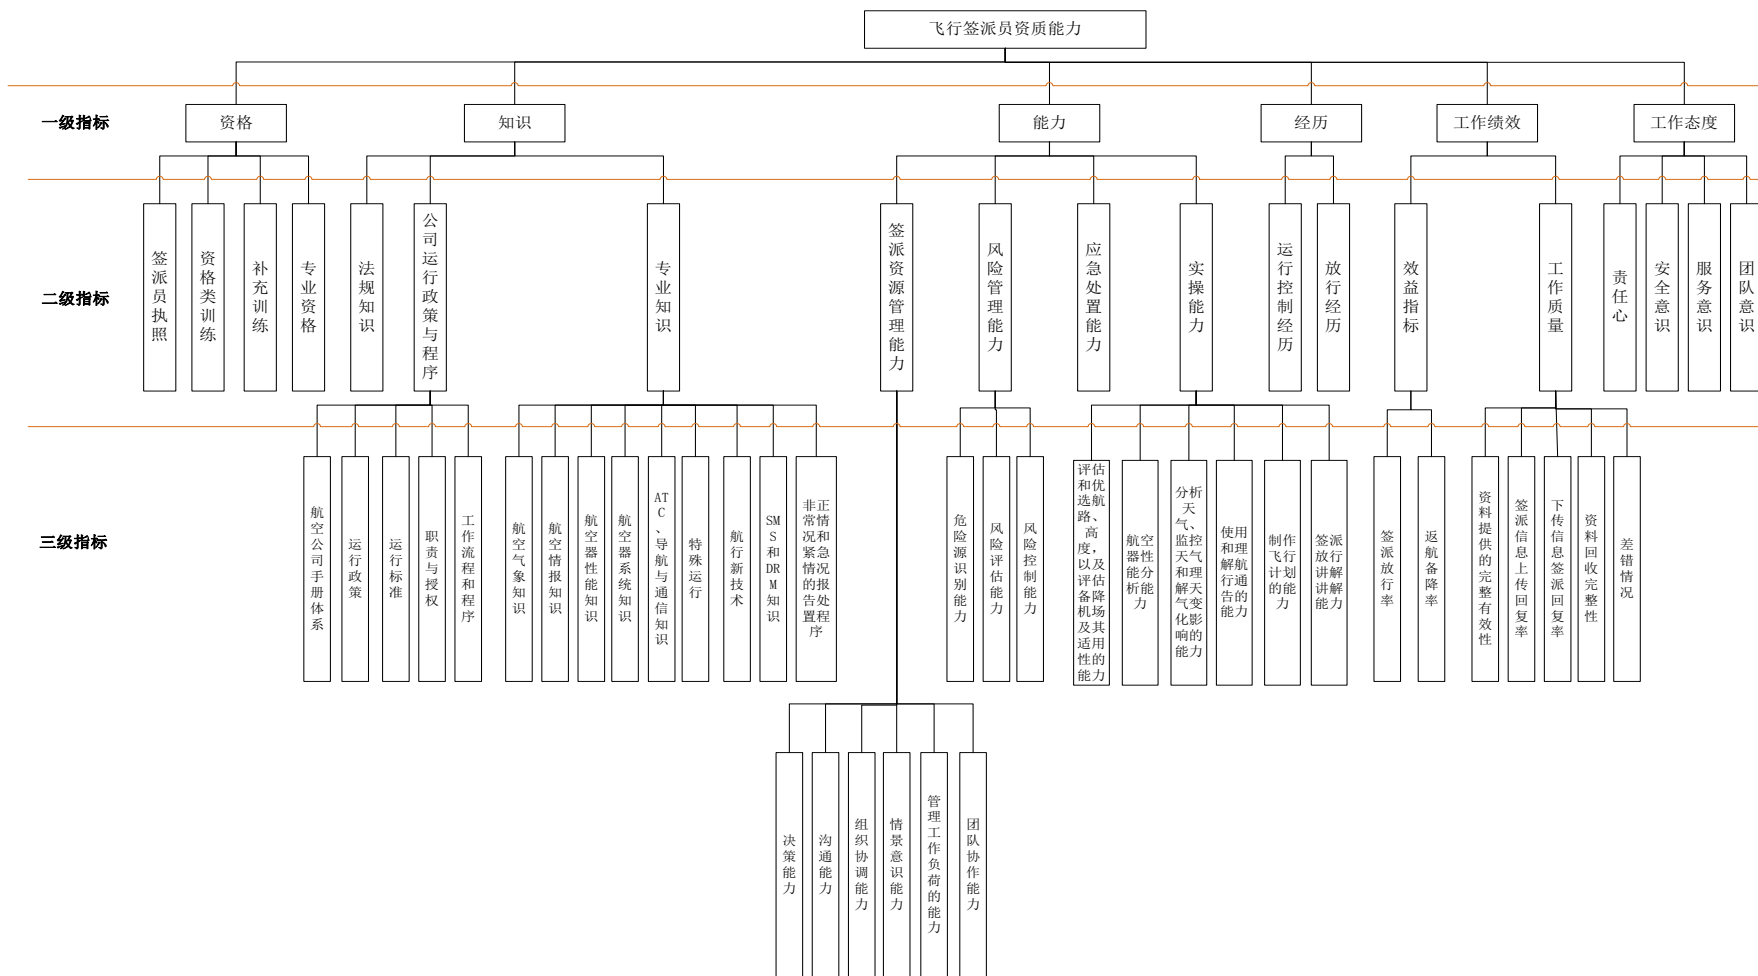 飞行签派员资质能力
一级指标
资格
知识
能力
经历
工作绩效
工作态度
二级指标
签派员执照
资格类训练
补充训练
专业资格
法规知识
公司运行政策与程序
专业知识
签派资源管理能力
风险管理能力
应急处置能力
实操能力
运行控制经历
放行经历
效益指标
工作质量
责任心
安全意识
服务意识
团队意识
三级指标
航空公司手册体系
运行政策
运行标准
职责与授权
工作流程和程序
航空气象知识
航空情报知识
航空器性能知识
航空器系统知识
ATC、导航与通信知识
特殊运行
航行新技术
SMS和DRM知识
非正常情况和紧急情况的报告处置程序
危险源识别能力
风险评估能力
风险控制能力
评估和优选航路、高度，以及评估备降机场及其适用性的能力
航空器性能分析能力
分析天气、监控天气和理解天气变化影响的能力
使用和理解航行通告的能力
制作飞行计划的能力
签派放行讲解讲解能力
签派放行率
返航备降率
资料提供的完整有效性
签派信息上传回复率
下传信息签派回复率
资料回收完整性
差错情况
决策能力
沟通能力
组织协调能力
情景意识能力
管理工作负荷的能力
团队协作能力